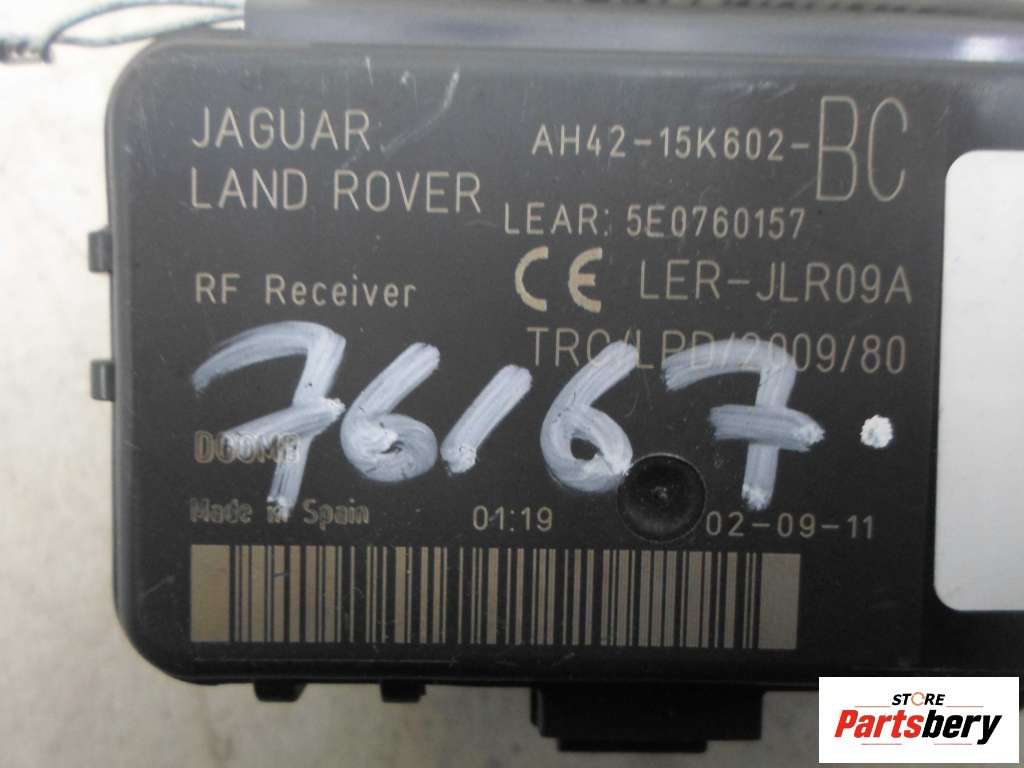 JAGUAR
LAND ROVER
AH42-15K602-BC
LEAR: 5E0760157
RF Receiver
CE LER-JLR09A
TRC/LPD/2009/80
76167.
Made in Spain
01:19
02-09-11
STORE
Partsbery